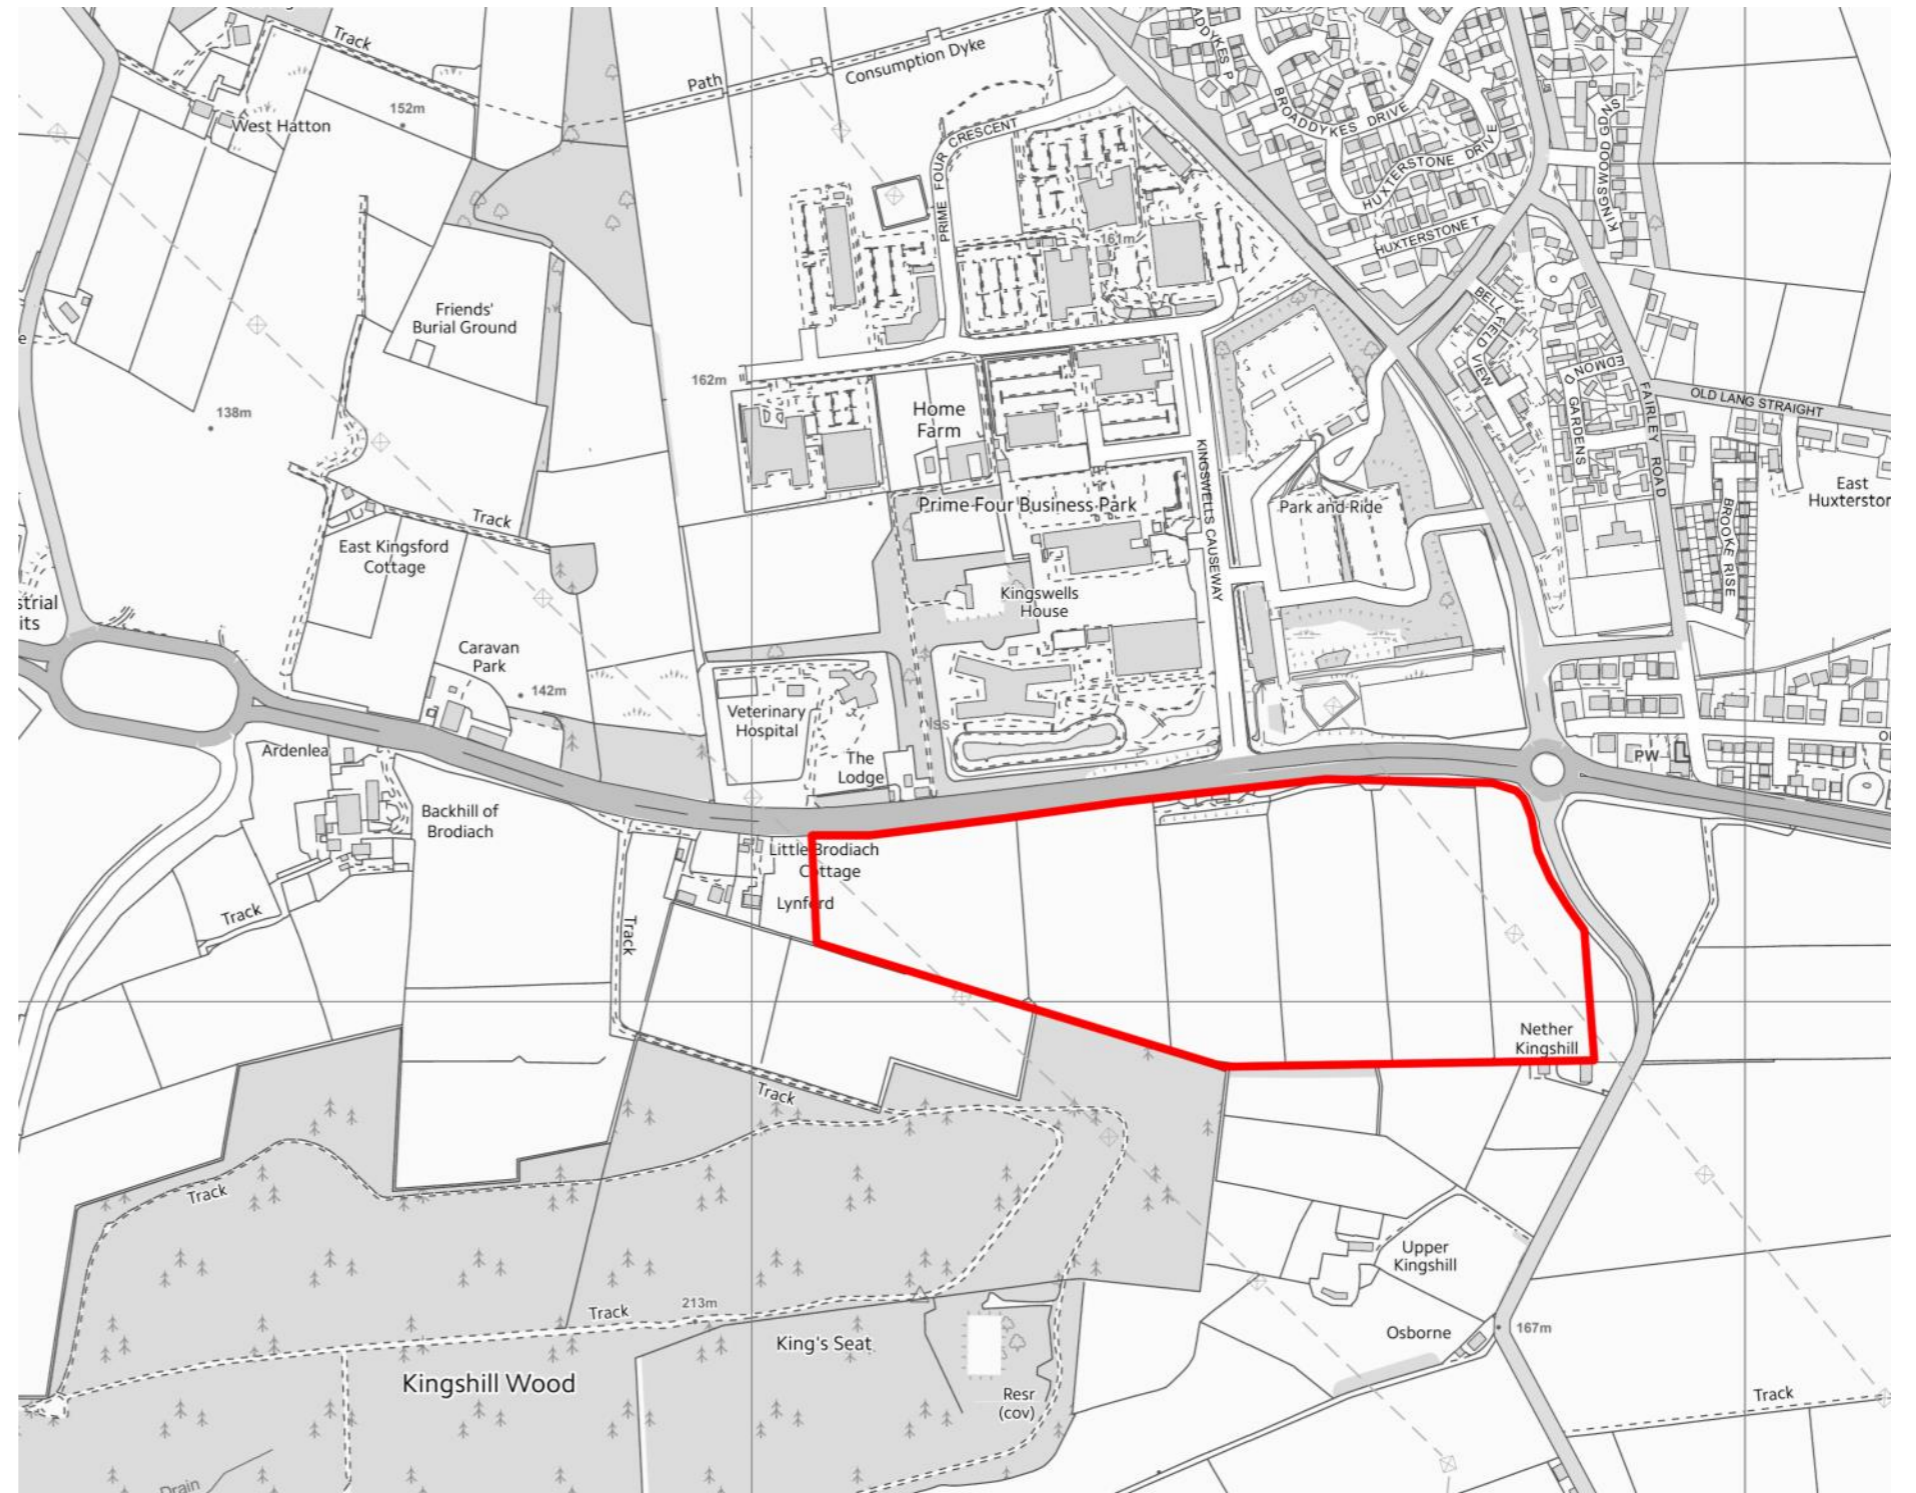 Track
Path
Consumption Dyke
152m
West Hatton
PRIME FOUR CRESCENT
BROADDYKES DRIVE
HUXTERSTONE DRIVE
KINGSWOOD GDNS
HUXTERSTONE T
161m
Friends'
Burial Ground
BELLFIELD VIEW
EDMOND GARDENS
FAIRLEY ROAD
OLD LANG STRAIGHT
162m
138m
Home
Farm
KINGSWELLS CAUSEWAY
Prime Four Business Park
Park and Ride
BROOKE RISE
East
Huxterstor
Track
East Kingsford
Cottage
Kingswells
House
strial
its
Caravan
Park
142m
Veterinary
Hospital
Iss
The
Lodge
PW
Ardenlea
Backhill of
Brodiach
Little Brodiach
Cottage
Lynford
Track
Track
Nether
Kingshill
Track
Track
Upper
Kingshill
Track
213m
King's Seat
Osborne
167m
Kingshill Wood
Resr
(cov)
Track
Drain